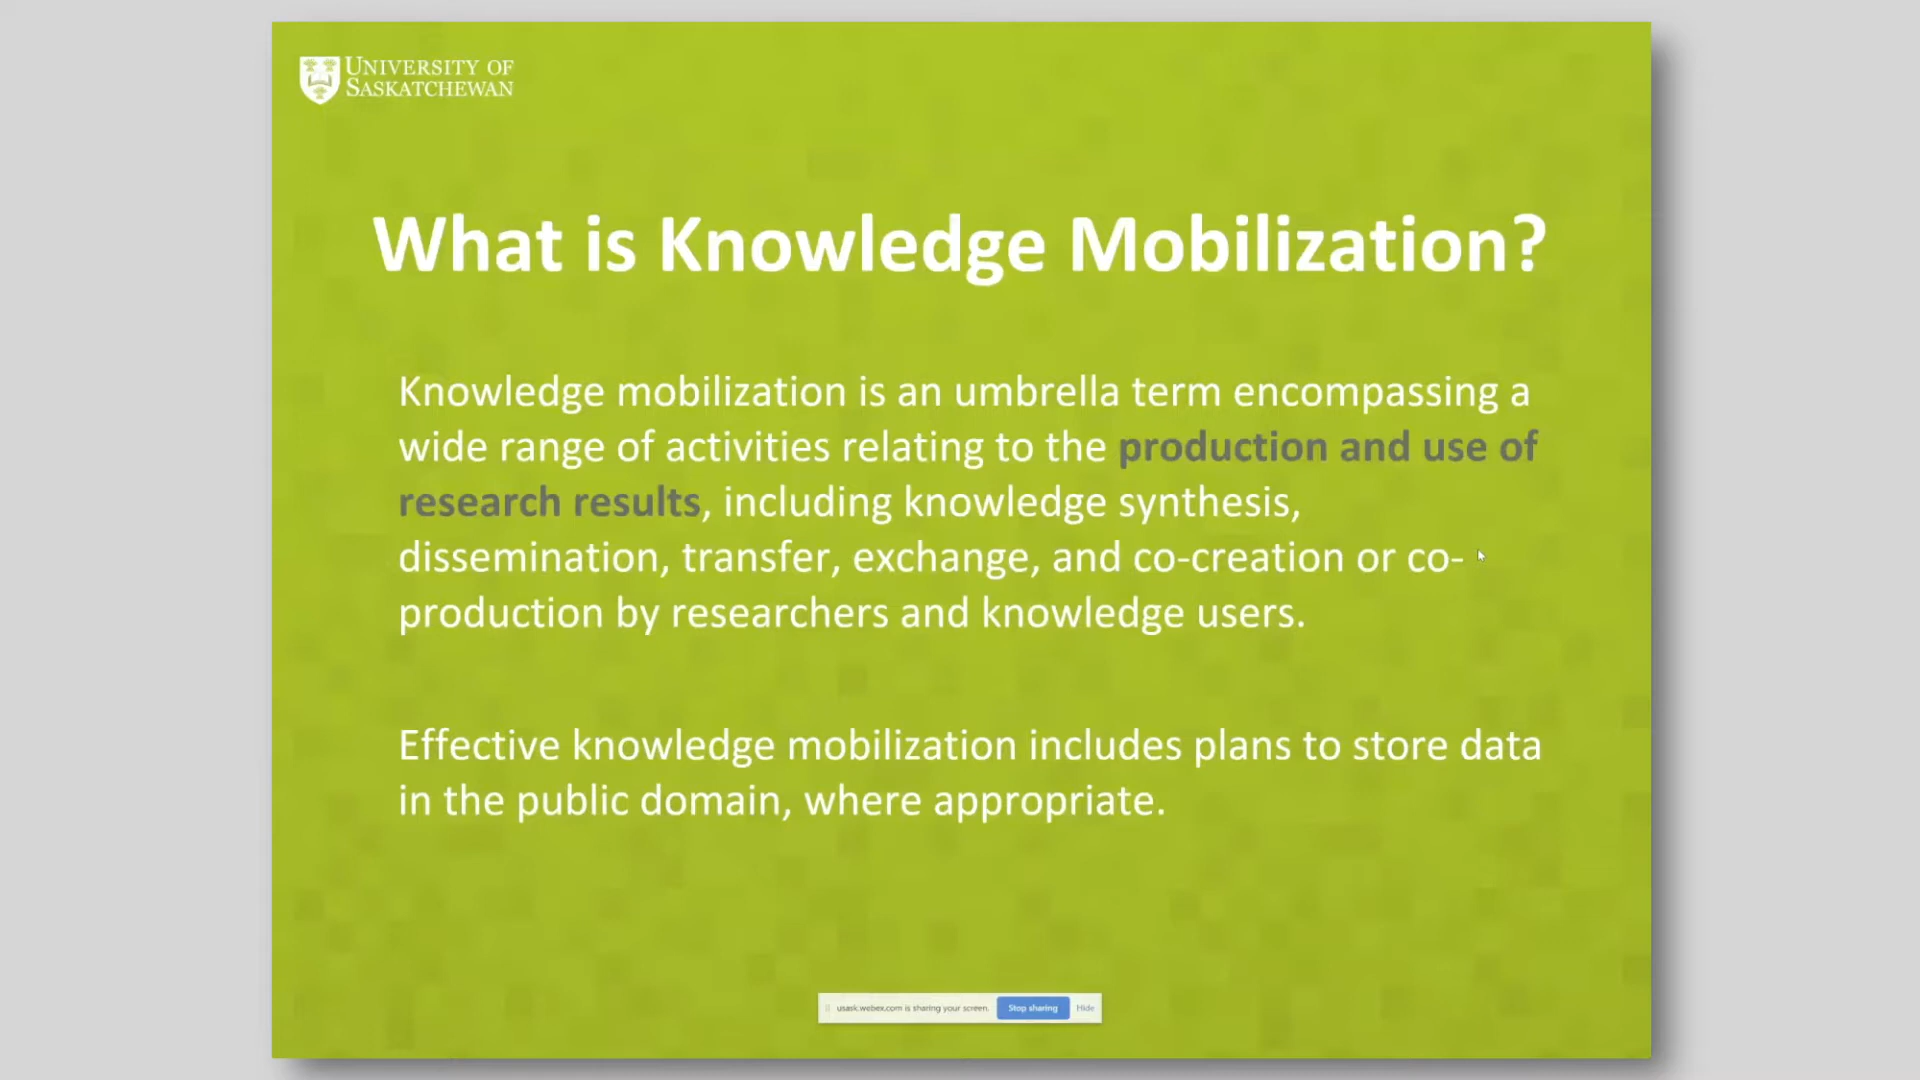 UNIVERSITY OF
SASKATCHEWAN
What is Knowledge Mobilization?
Knowledge mobilization is an umbrella term encompassing a
wide range of activities relating to the production and use of
research results, including knowledge synthesis,
dissemination, transfer, exchange, and co-creation or co-
production by researchers and knowledge users.
Effective knowledge mobilization includes plans to store data
in the public domain, where appropriate.
usask.webex.com is sharing your screen. Stop sharing Hide